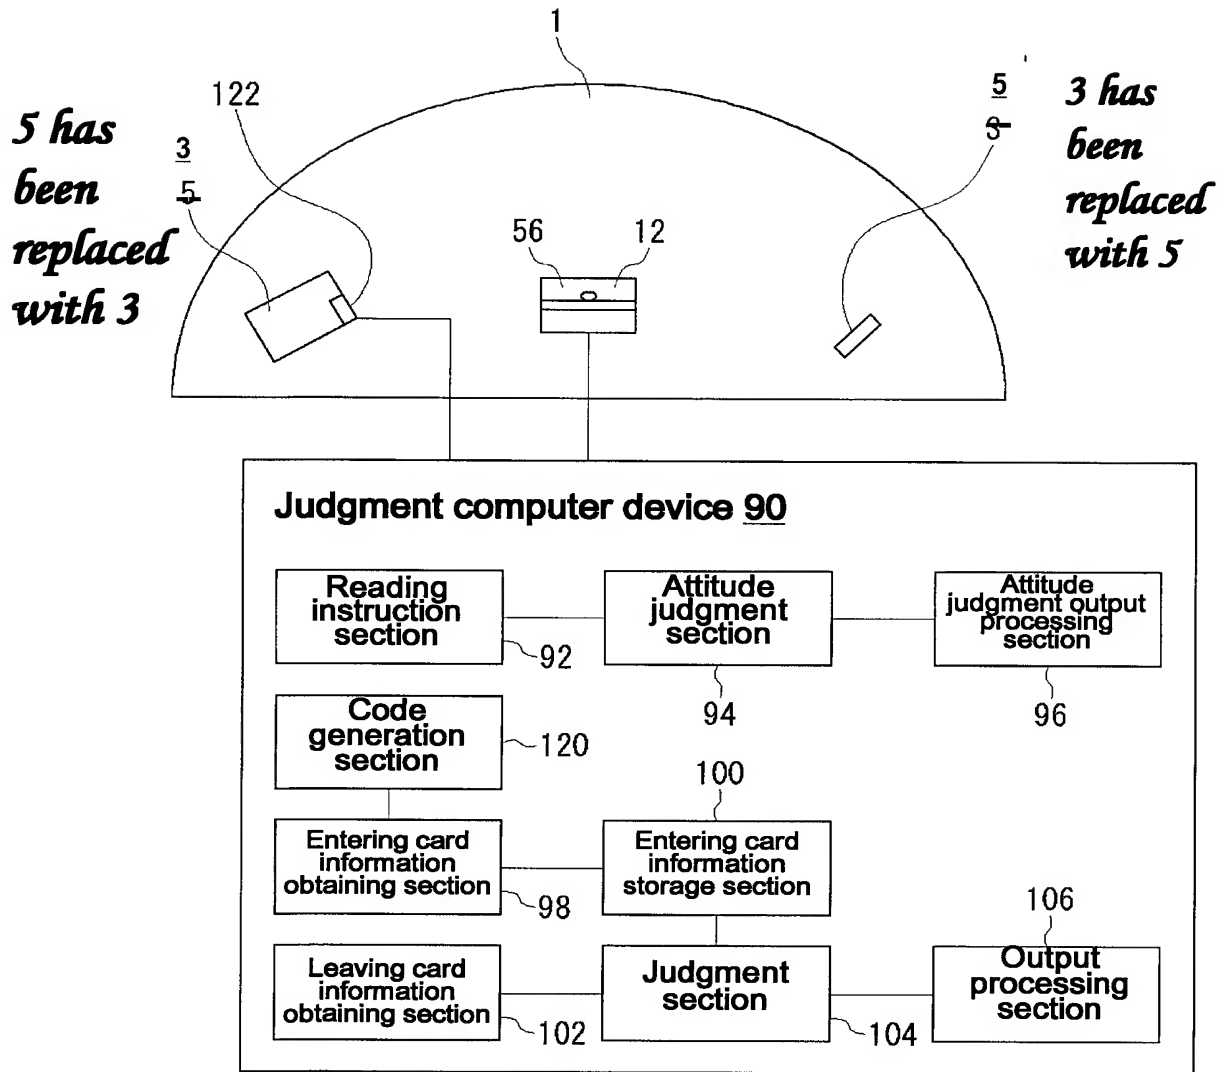 1
122
5 has
been
replaced
with 3
3
5
5
3
3 has
been
replaced
with 5
56
12
Judgment computer device 90
Reading
instruction
section
92
Attitude
judgment
section
94
Attitude
judgment output
processing
section
96
Code
generation
section
120
100
Entering card
information
obtaining section
98
Entering card
information
storage section
106
Leaving card
information
obtaining section
102
Judgment
section
104
Output
processing
section